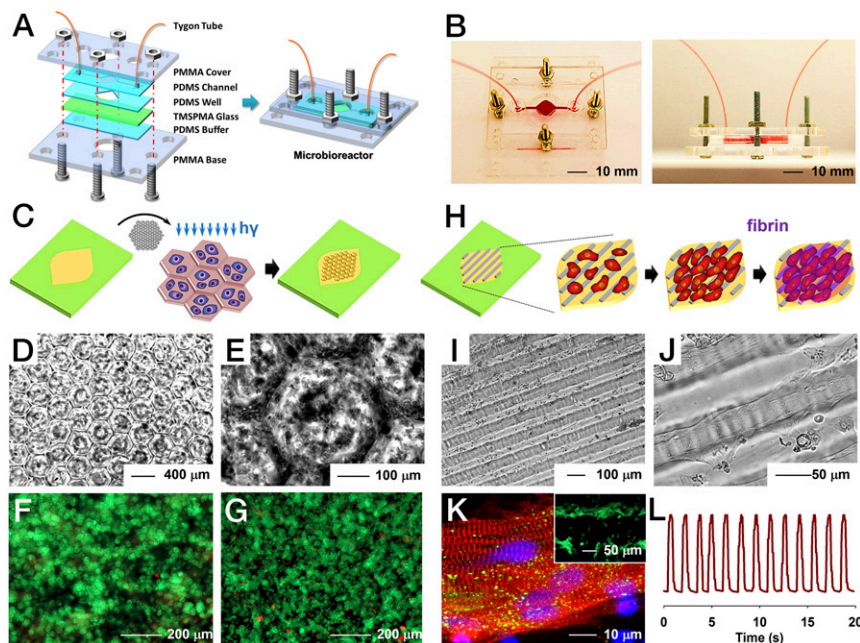 A
Tygon Tube
PMMA Cover
PDMS Channel
PDMS Well
TMSPMA Glass
PDMS Buffer
PMMA Base
Microbioreactor
B
10 mm
10 mm
C
hγ
H
fibrin
D
400 μm
E
100 μm
I
100 μm
J
50 μm
F
200 μm
G
200 μm
K
50 μm
10 μm
L
0 5 10 15 20
Time (s)